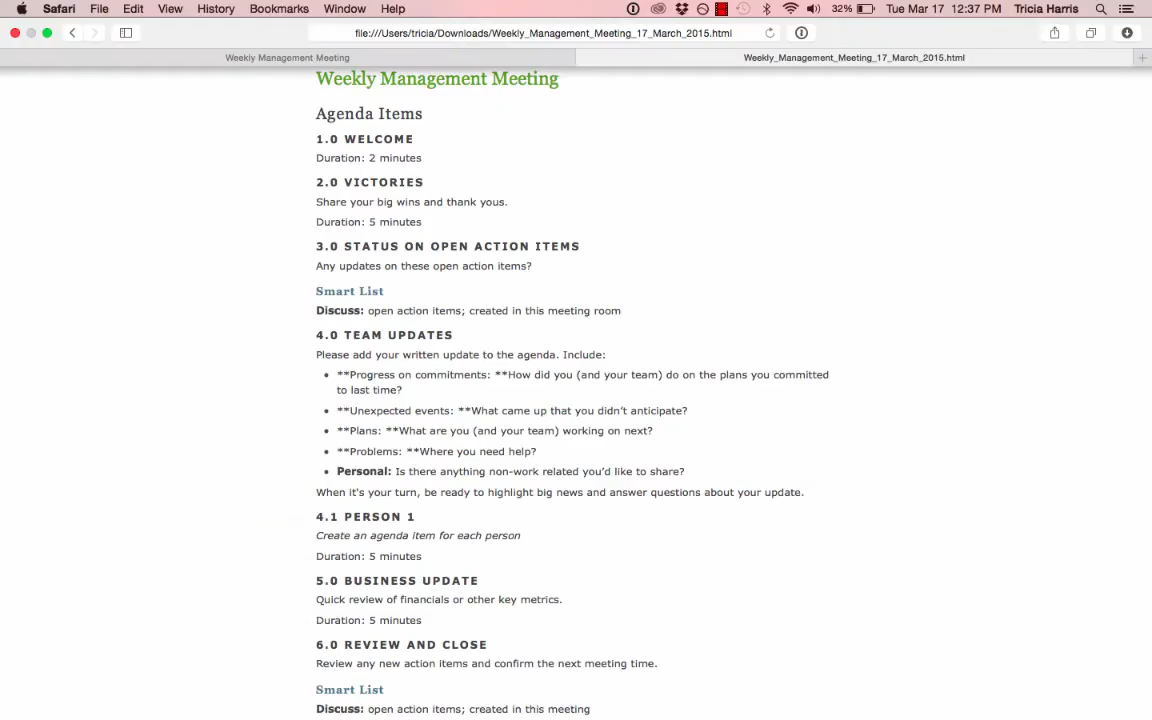 Safari File Edit View History Bookmarks Window Help 32% Tue Mar 17 12:37 PM Tricia Harris
file:///Users/tricia/Downloads/Weekly_Management_Meeting_17_March_2015.html
Weekly Management Meeting Weekly_Management_Meeting_17_March_2015.html
Weekly Management Meeting
Agenda Items
1.0 WELCOME
Duration: 2 minutes
2.0 VICTORIES
Share your big wins and thank yous.
Duration: 5 minutes
3.0 STATUS ON OPEN ACTION ITEMS
Any updates on these open action items?
Smart List
Discuss: open action items; created in this meeting room
4.0 TEAM UPDATES
Please add your written update to the agenda. Include:
• **Progress on commitments: **How did you (and your team) do on the plans you committed
to last time?
• **Unexpected events: **What came up that you didn’t anticipate?
• **Plans: **What are you (and your team) working on next?
• **Problems: **Where you need help?
• Personal: Is there anything non-work related you’d like to share?
When it's your turn, be ready to highlight big news and answer questions about your update.
4.1 PERSON 1
Create an agenda item for each person
Duration: 5 minutes
5.0 BUSINESS UPDATE
Quick review of financials or other key metrics.
Duration: 5 minutes
6.0 REVIEW AND CLOSE
Review any new action items and confirm the next meeting time.
Smart List
Discuss: open action items; created in this meeting